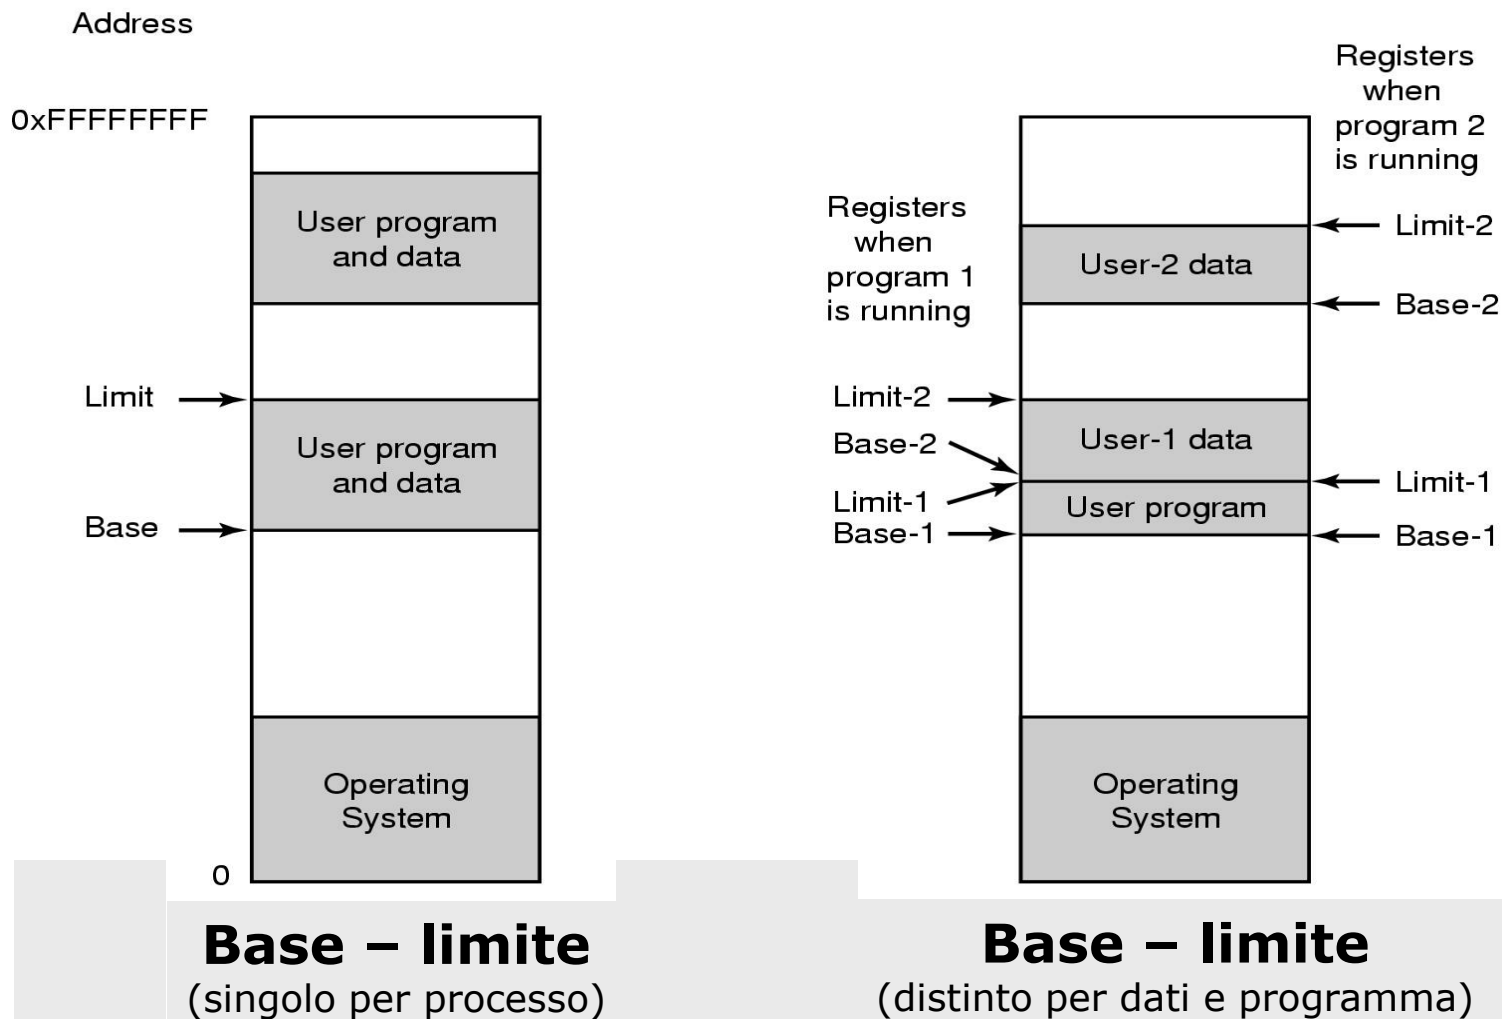 Address
0xFFFFFFFF
User program
and data
Limit
User program
and data
Base
Operating
System
0
Base – limite
(singolo per processo)
Registers
when
program 1
is running
Registers
when
program 2
is running
Limit-2
User-2 data
Base-2
Limit-2
Base-2
Limit-1
Base-1
User-1 data
User program
Limit-1
Base-1
Operating
System
Base – limite
(distinto per dati e programma)